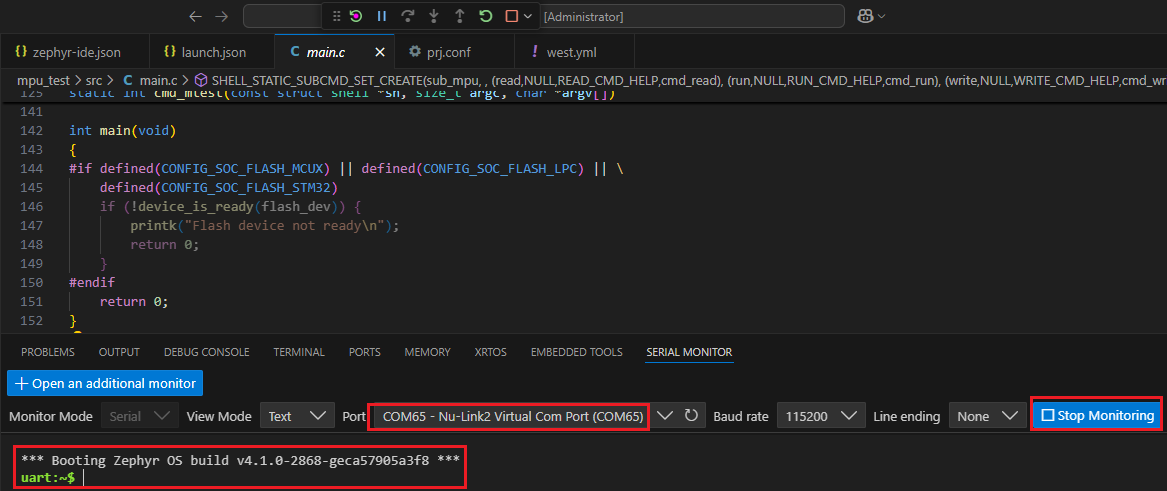 [Administrator]
{} zephyr-ide.json {} launch.json C main.c × prj.conf ! west.yml
mpu_test > src > C main.c > SHELL_STATIC_SUBCMD_SET_CREATE(sub_mpu, , (read,NULL,READ_CMD_HELP,cmd_read), (run,NULL,RUN_CMD_HELP,cmd_run), (write,NULL,WRITE_CMD_HELP,cmd_wr
125 static int cmd_mtest(const struct shell *sh, size_t argc, char *argv[])
141
142 int main(void)
143 {
144 #if defined(CONFIG_SOC_FLASH_MCUX) || defined(CONFIG_SOC_FLASH_LPC) || \
145 defined(CONFIG_SOC_FLASH_STM32)
146 if (!device_is_ready(flash_dev)) {
147 printk("Flash device not ready\n");
148 return 0;
149 }
150 #endif
151 return 0;
152 }
PROBLEMS OUTPUT DEBUG CONSOLE TERMINAL PORTS MEMORY XRTOS EMBEDDED TOOLS SERIAL MONITOR
+ Open an additional monitor
Monitor Mode Serial View Mode Text Port COM65 - Nu-Link2 Virtual Com Port (COM65) Baud rate 115200 Line ending None Stop Monitoring
*** Booting Zephyr OS build v4.1.0-2868-geca57905a3f8 ***
uart:~$